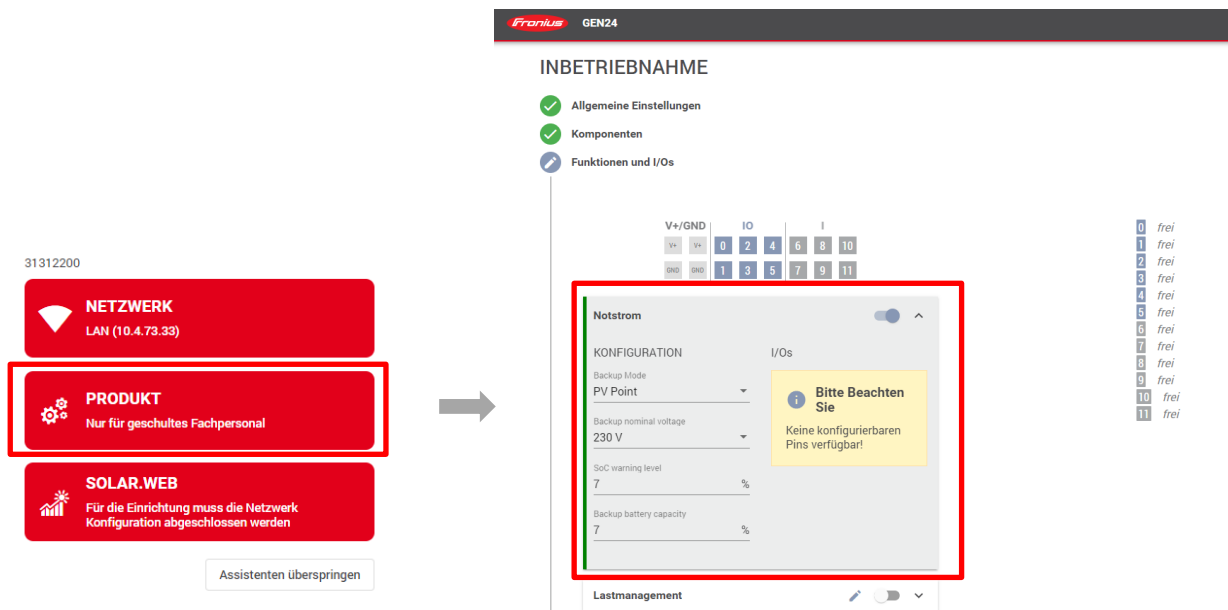 31312200
NETZWERK
LAN (10.4.73.33)
PRODUKT
Nur für geschultes Fachpersonal
SOLAR.WEB
Für die Einrichtung muss die Netzwerk
Konfiguration abgeschlossen werden
Assistenten überspringen
Fronius GEN24
INBETRIEBNAHME
Allgemeine Einstellungen
Komponenten
Funktionen und I/Os
V+/GND IO I
V+ V+ 0 2 4 6 8 10
GND GND 1 3 5 7 9 11
Notstrom
KONFIGURATION
Backup Mode
PV Point
Backup nominal voltage
230 V
SoC warning level
7 %
Backup battery capacity
7 %
I/Os
Bitte Beachten
Sie
Keine konfigurierbaren
Pins verfügbar!
Lastmanagement
0 frei
1 frei
2 frei
3 frei
4 frei
5 frei
6 frei
7 frei
8 frei
9 frei
10 frei
11 frei